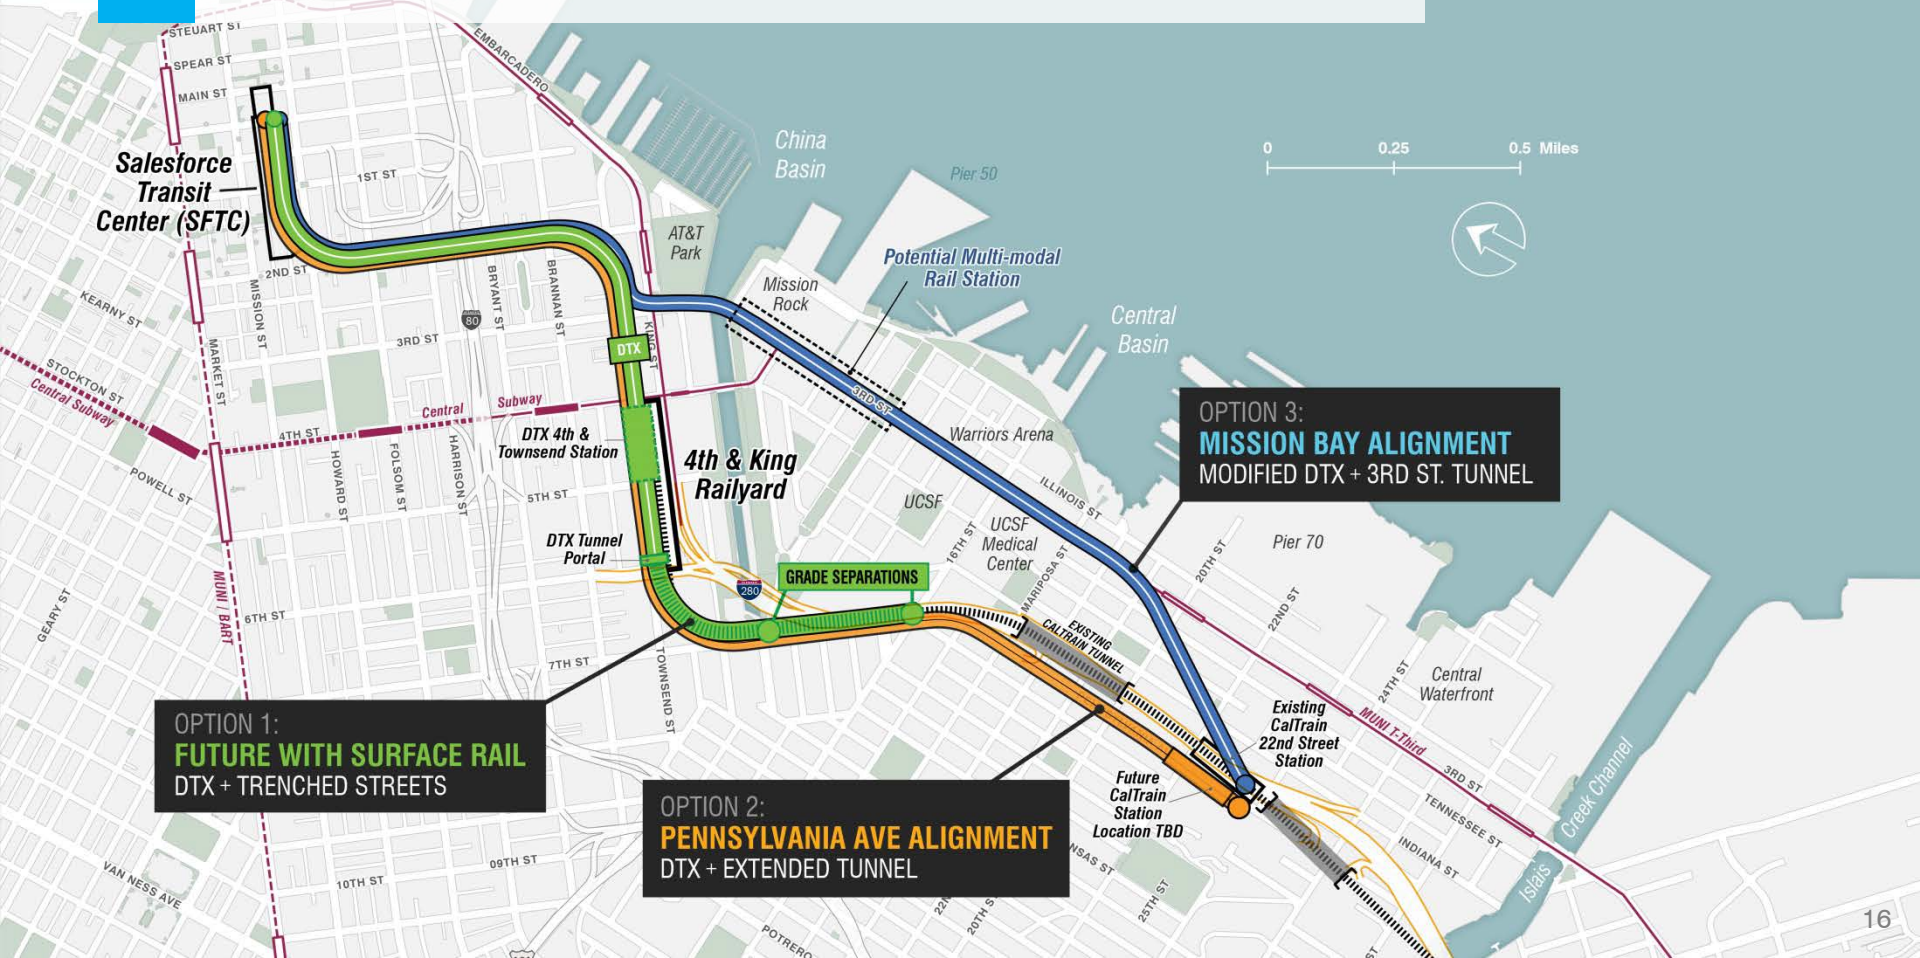 STEUART ST
SPEAR ST
MAIN ST
EMBARCADERO
Salesforce
Transit
Center (SFTC)
1ST ST
2ND ST
KEARNY ST
MISSION ST
MARKET ST
STOCKTON ST
Central Subway
POWELL ST
GEARY ST
VAN NESS AVE
MUNI / BART
4TH ST
HOWARD ST
FOLSOM ST
HARRISON ST
Central
Subway
3RD ST
80
BRYANT ST
BRANNAN ST
KING ST
DTX
DTX 4th &
Townsend Station
5TH ST
DTX Tunnel
Portal
6TH ST
7TH ST
TOWNSEND ST
09TH ST
10TH ST
4th & King
Railyard
280
GRADE SEPARATIONS
AT&T
Park
China
Basin
Pier 50
Mission
Rock
Potential Multi-modal
Rail Station
3RD ST
Central
Basin
Warriors Arena
UCSF
UCSF
Medical
Center
16TH ST
MARIPOSA ST
ILLINOIS ST
EXISTING
CALTRAIN TUNNEL
20TH ST
22ND ST
24TH ST
Pier 70
Central
Waterfront
MUNI T-Third
3RD ST
TENNESSEE ST
INDIANA ST
Islais
Creek Channel
Existing
CalTrain
22nd Street
Station
Future
CalTrain
Station
Location TBD
25TH ST
20TH S
POTRERO
0 0.25 0.5 Miles
OPTION 1:
FUTURE WITH SURFACE RAIL
DTX + TRENCHED STREETS
OPTION 2:
PENNSYLVANIA AVE ALIGNMENT
DTX + EXTENDED TUNNEL
OPTION 3:
MISSION BAY ALIGNMENT
MODIFIED DTX + 3RD ST. TUNNEL
16